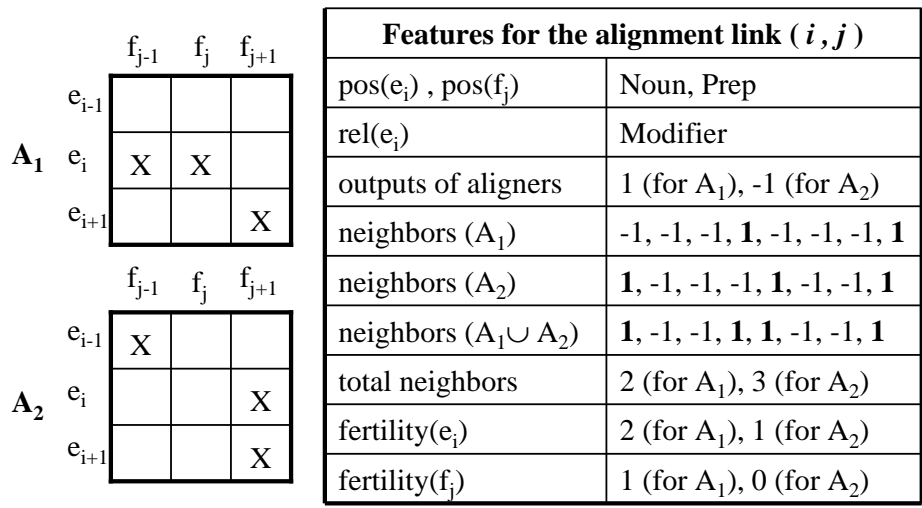 f_{j-1} f_j f_{j+1}
e_{i-1}
A_1 e_i X X
e_{i+1} X
f_{j-1} f_j f_{j+1}
e_{i-1} X
A_2 e_i X
e_{i+1} X
Features for the alignment link ( i , j )
pos(e_i) , pos(f_j) Noun, Prep
rel(e_i) Modifier
outputs of aligners 1 (for A_1), -1 (for A_2)
neighbors (A_1) -1, -1, -1, 1, -1, -1, -1, 1
neighbors (A_2) 1, -1, -1, -1, 1, -1, -1, 1
neighbors (A_1∪ A_2) 1, -1, -1, 1, 1, -1, -1, 1
total neighbors 2 (for A_1), 3 (for A_2)
fertility(e_i) 2 (for A_1), 1 (for A_2)
fertility(f_j) 1 (for A_1), 0 (for A_2)